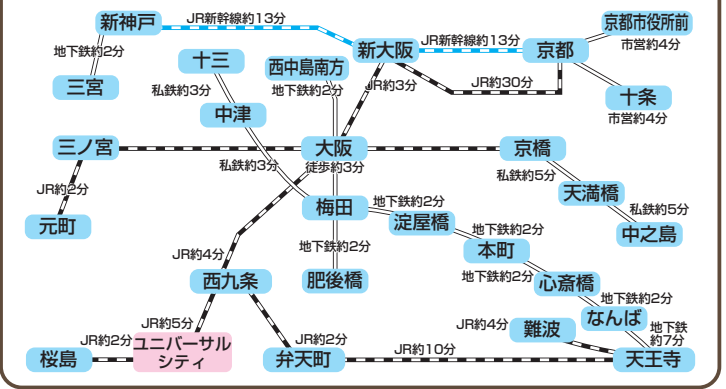 新神戸
JR新幹線約13分
新大阪
JR新幹線約13分
京都
京都市役所前
市営約4分
地下鉄約2分
三宮
十三
私鉄約3分
中津
西中島南方
地下鉄約2分
JR約3分
JR約30分
十条
市営約4分
三ノ宮
大阪
徒歩約3分
京橋
私鉄約5分
天満橋
私鉄約5分
中之島
JR約2分
元町
私鉄約3分
梅田
地下鉄約2分
淀屋橋
地下鉄約2分
本町
地下鉄約2分
心斎橋
地下鉄約2分
なんば
地下鉄
約7分
地下鉄約2分
肥後橋
JR約4分
西九条
JR約5分
JR約2分
桜島
ユニバーサル
シティ
JR約2分
弁天町
JR約10分
JR約4分
難波
天王寺